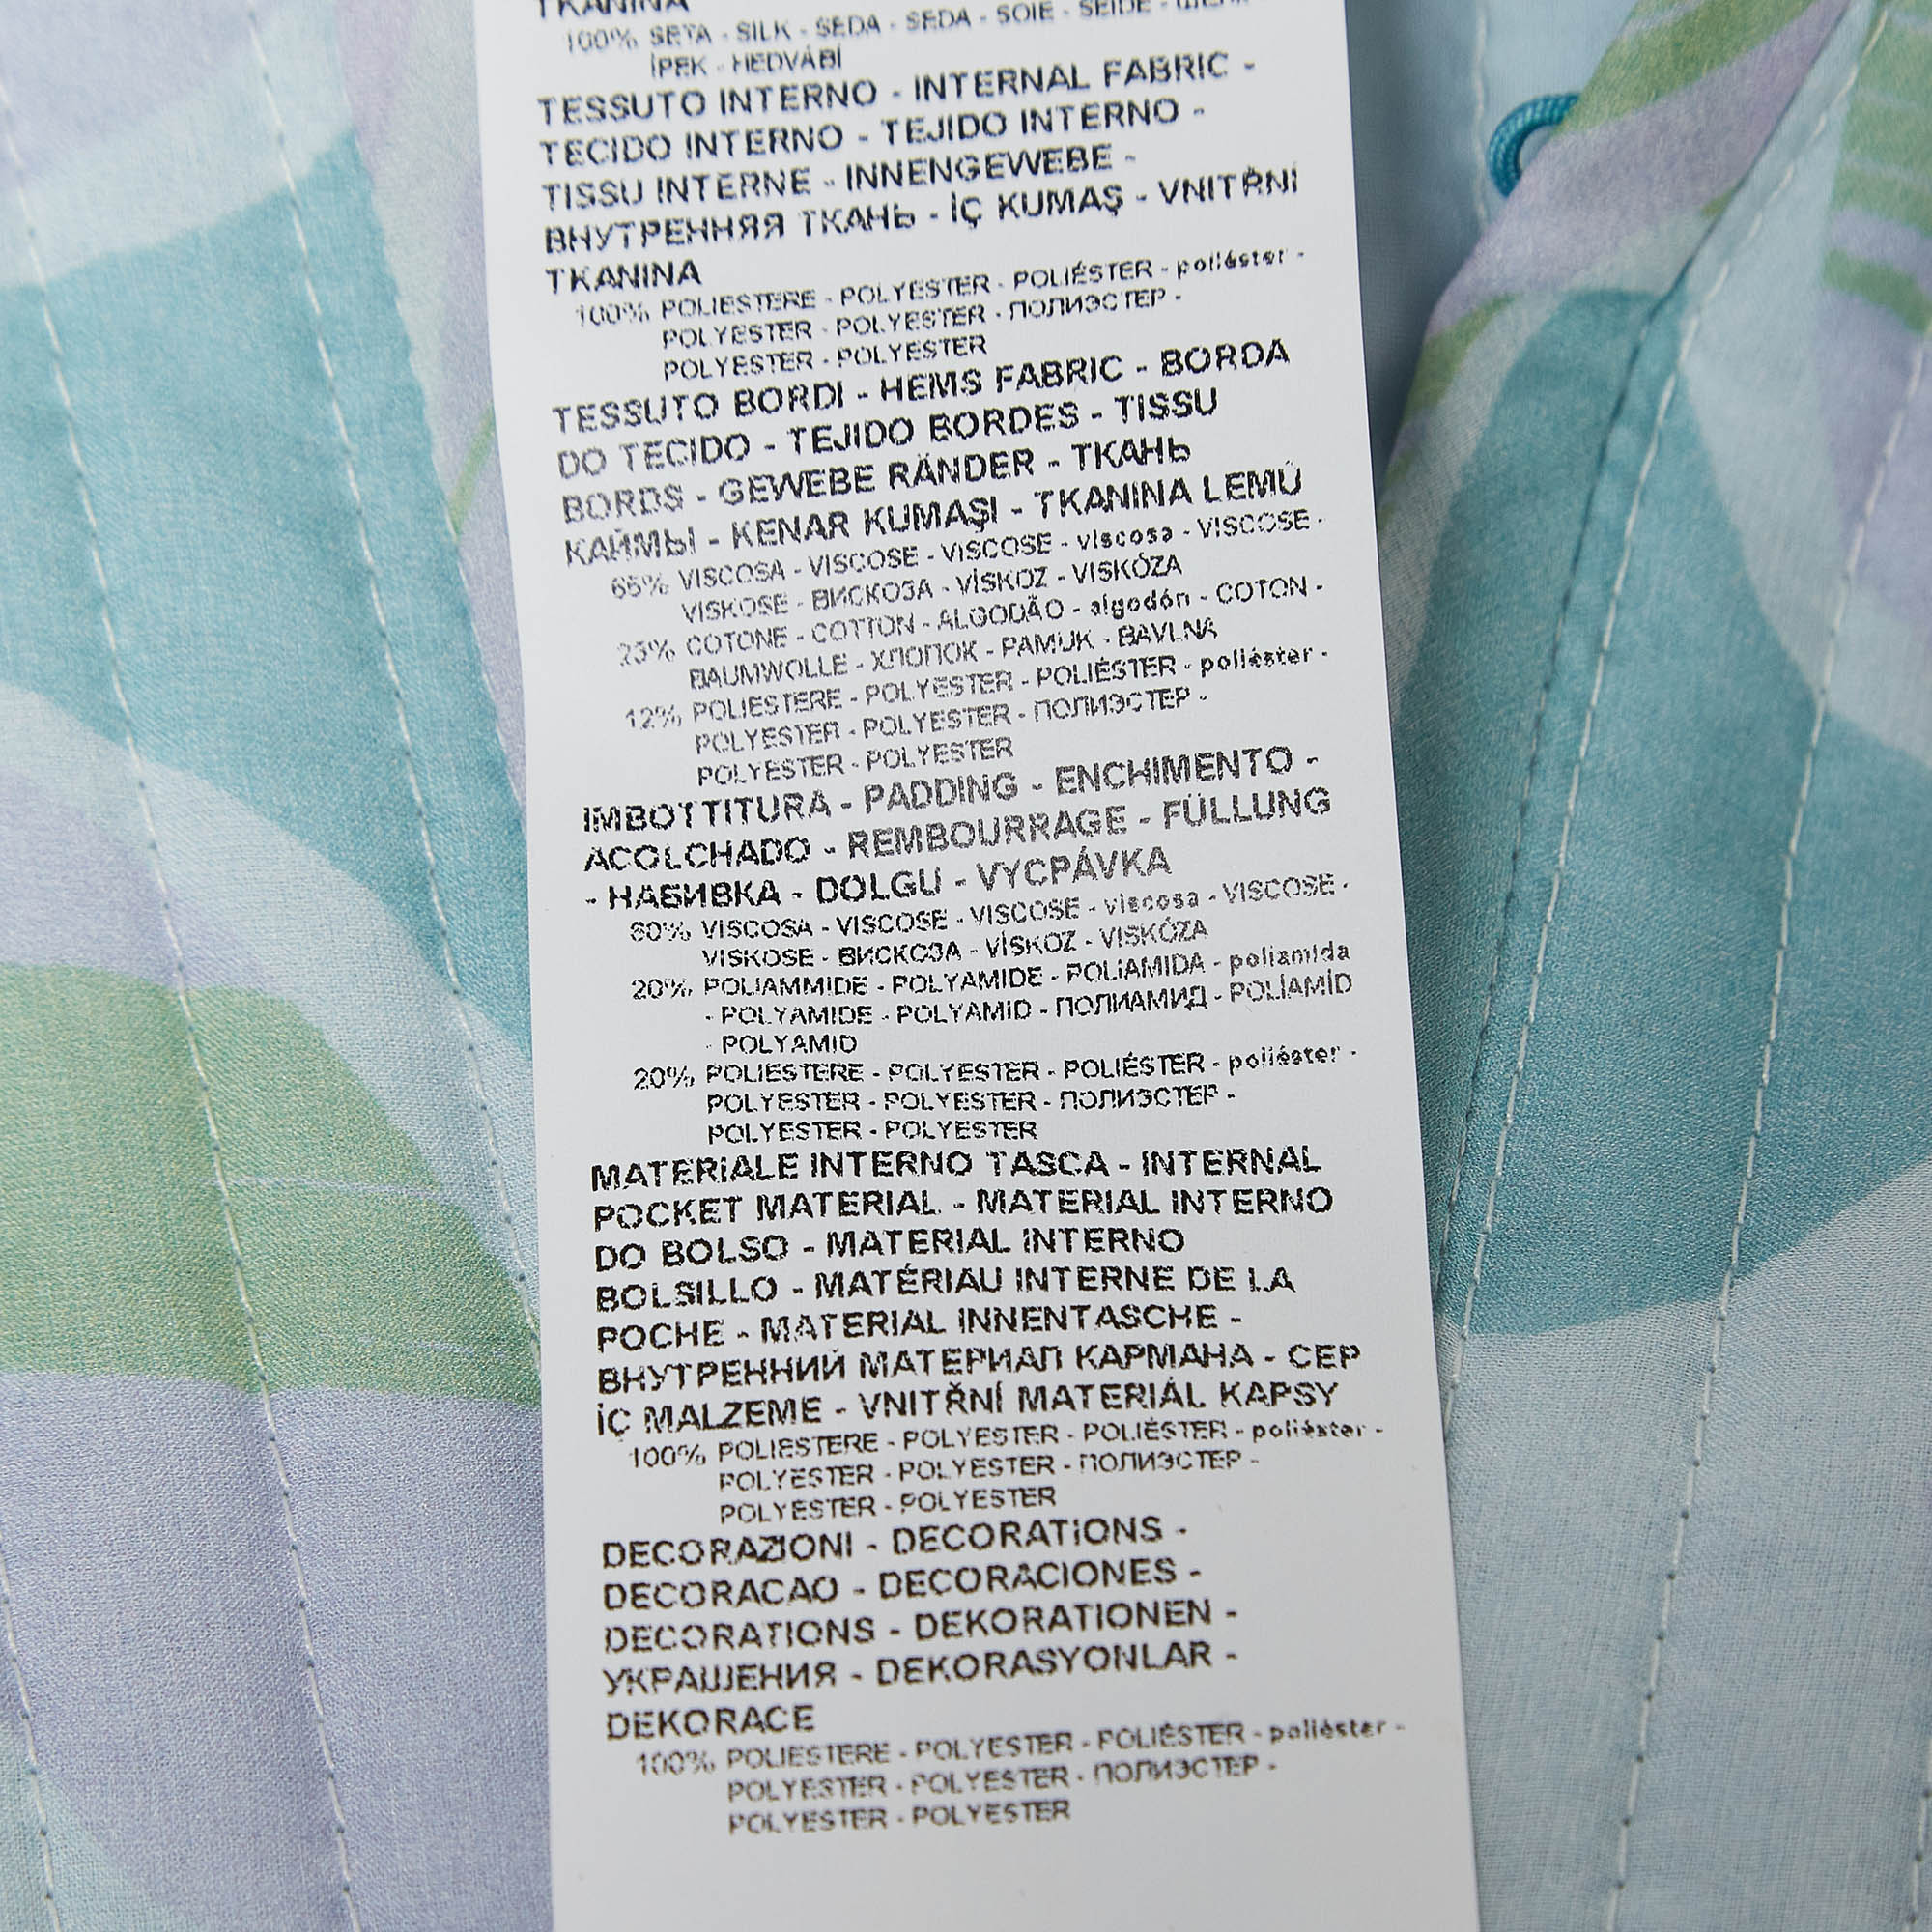 TKANINA
100% SETA - SILK - SEDA - SEDA - SOIE - SEIDE - ШЕЛК
İPEK - HEDVÁBÍ
TESSUTO INTERNO - INTERNAL FABRIC -
TECIDO INTERNO - TEJIDO INTERNO -
TISSU INTERNE - INNENGEWEBE -
ВНУТРЕННЯЯ ТКАНЬ - İÇ KUMAŞ - VNITŘNÍ
TKANINA
100% POLIESTERE - POLYESTER - POLIÉSTER - poliéster -
POLYESTER - POLYESTER - ПОЛИЭСТЕР -
POLYESTER - POLYESTER
TESSUTO BORDI - HEMS FABRIC - BORDA
DO TECIDO - TEJIDO BORDES - TISSU
BORDS - GEWEBE RÄNDER - ТКАНЬ
КАЙМЫ - KENAR KUMAŞI - TKANINA LEMŮ
VISCOSA - VISCOSE - VISCOSE - viscosa - VISCOSE -
VISKOSE - ВИСКОЗА - VİSKOZ - VISKÓZA
COTONE - COTTON - ALGODÃO - algodón - COTON -
BAUMWOLLE - ХЛОПОК - PAMUK - BAVLNA
12% POLIESTERE - POLYESTER - POLIÉSTER - poliéster -
POLYESTER - POLYESTER - ПОЛИЭСТЕР -
POLYESTER - POLYESTER
IMBOTTITURA - PADDING - ENCHIMENTO -
ACOLCHADO - REMBOURRAGE - FÜLLUNG
- НАБИВКА - DOLGU - VYCPÁVKA
60% VISCOSA - VISCOSE - VISCOSE - viscosa - VISCOSE -
VISKOSE - ВИСКОЗА - VİSKOZ - VISKÓZA
20% POLIAMMIDE - POLYAMIDE - POLIAMIDA - poliamida
- POLYAMIDE - POLYAMID - ПОЛИАМИД - POLİAMİD
- POLYAMID
20% POLIESTERE - POLYESTER - POLIÉSTER - poliéster -
POLYESTER - POLYESTER - ПОЛИЭСТЕР -
POLYESTER - POLYESTER
MATERIALE INTERNO TASCA - INTERNAL
POCKET MATERIAL - MATERIAL INTERNO
DO BOLSO - MATERIAL INTERNO
BOLSILLO - MATÉRIAU INTERNE DE LA
POCHE - MATERIAL INNENTASCHE -
ВНУТРЕННИЙ МАТЕРИАЛ КАРМАНА - CEP
İÇ MALZEME - VNITŘNÍ MATERIÁL KAPSY
100% POLIESTERE - POLYESTER - POLIÉSTER - poliéster -
POLYESTER - POLYESTER - ПОЛИЭСТЕР -
POLYESTER - POLYESTER
DECORAZIONI - DECORATIONS -
DECORACAO - DECORACIONES -
DECORATIONS - DEKORATIONEN -
УКРАШЕНИЯ - DEKORASYONLAR -
DEKORACE
100% POLIESTERE - POLYESTER - POLIÉSTER - poliéster -
POLYESTER - POLYESTER - ПОЛИЭСТЕР -
POLYESTER - POLYESTER